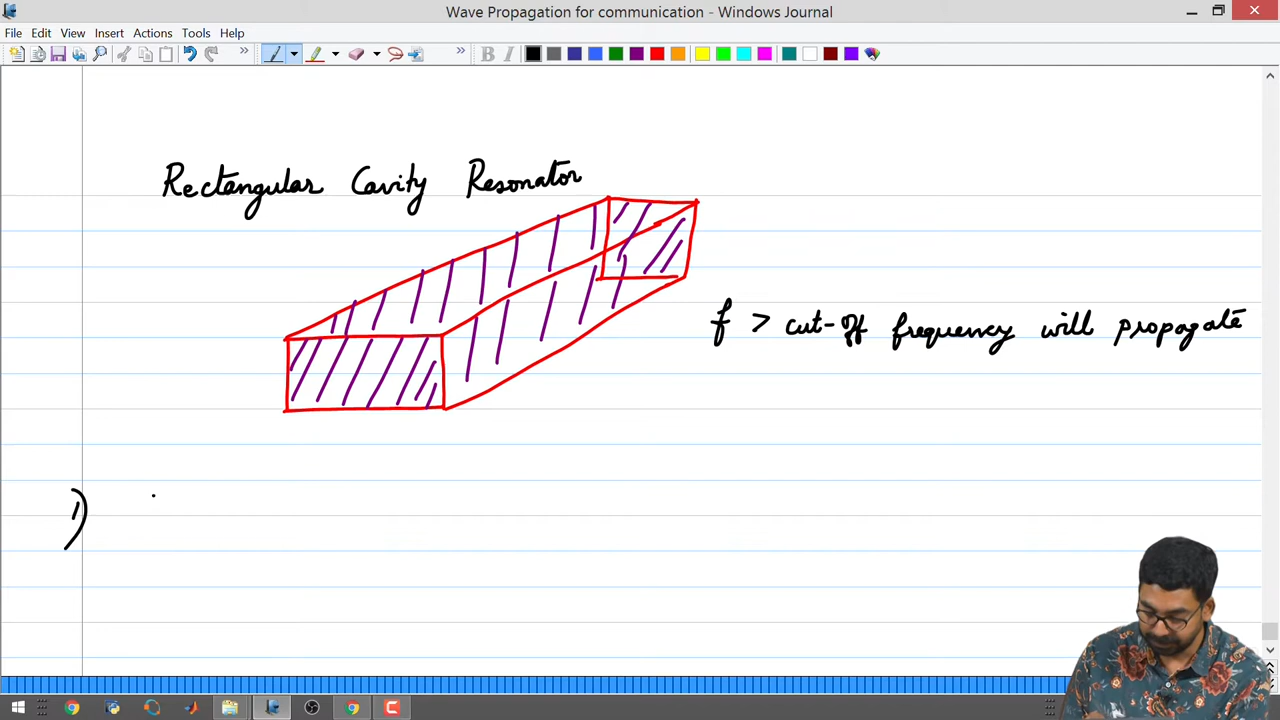 Wave Propagation for communication - Windows Journal
File Edit View Insert Actions Tools Help
Rectangular Cavity Resonator
f > cut-off frequency will propagate
1)